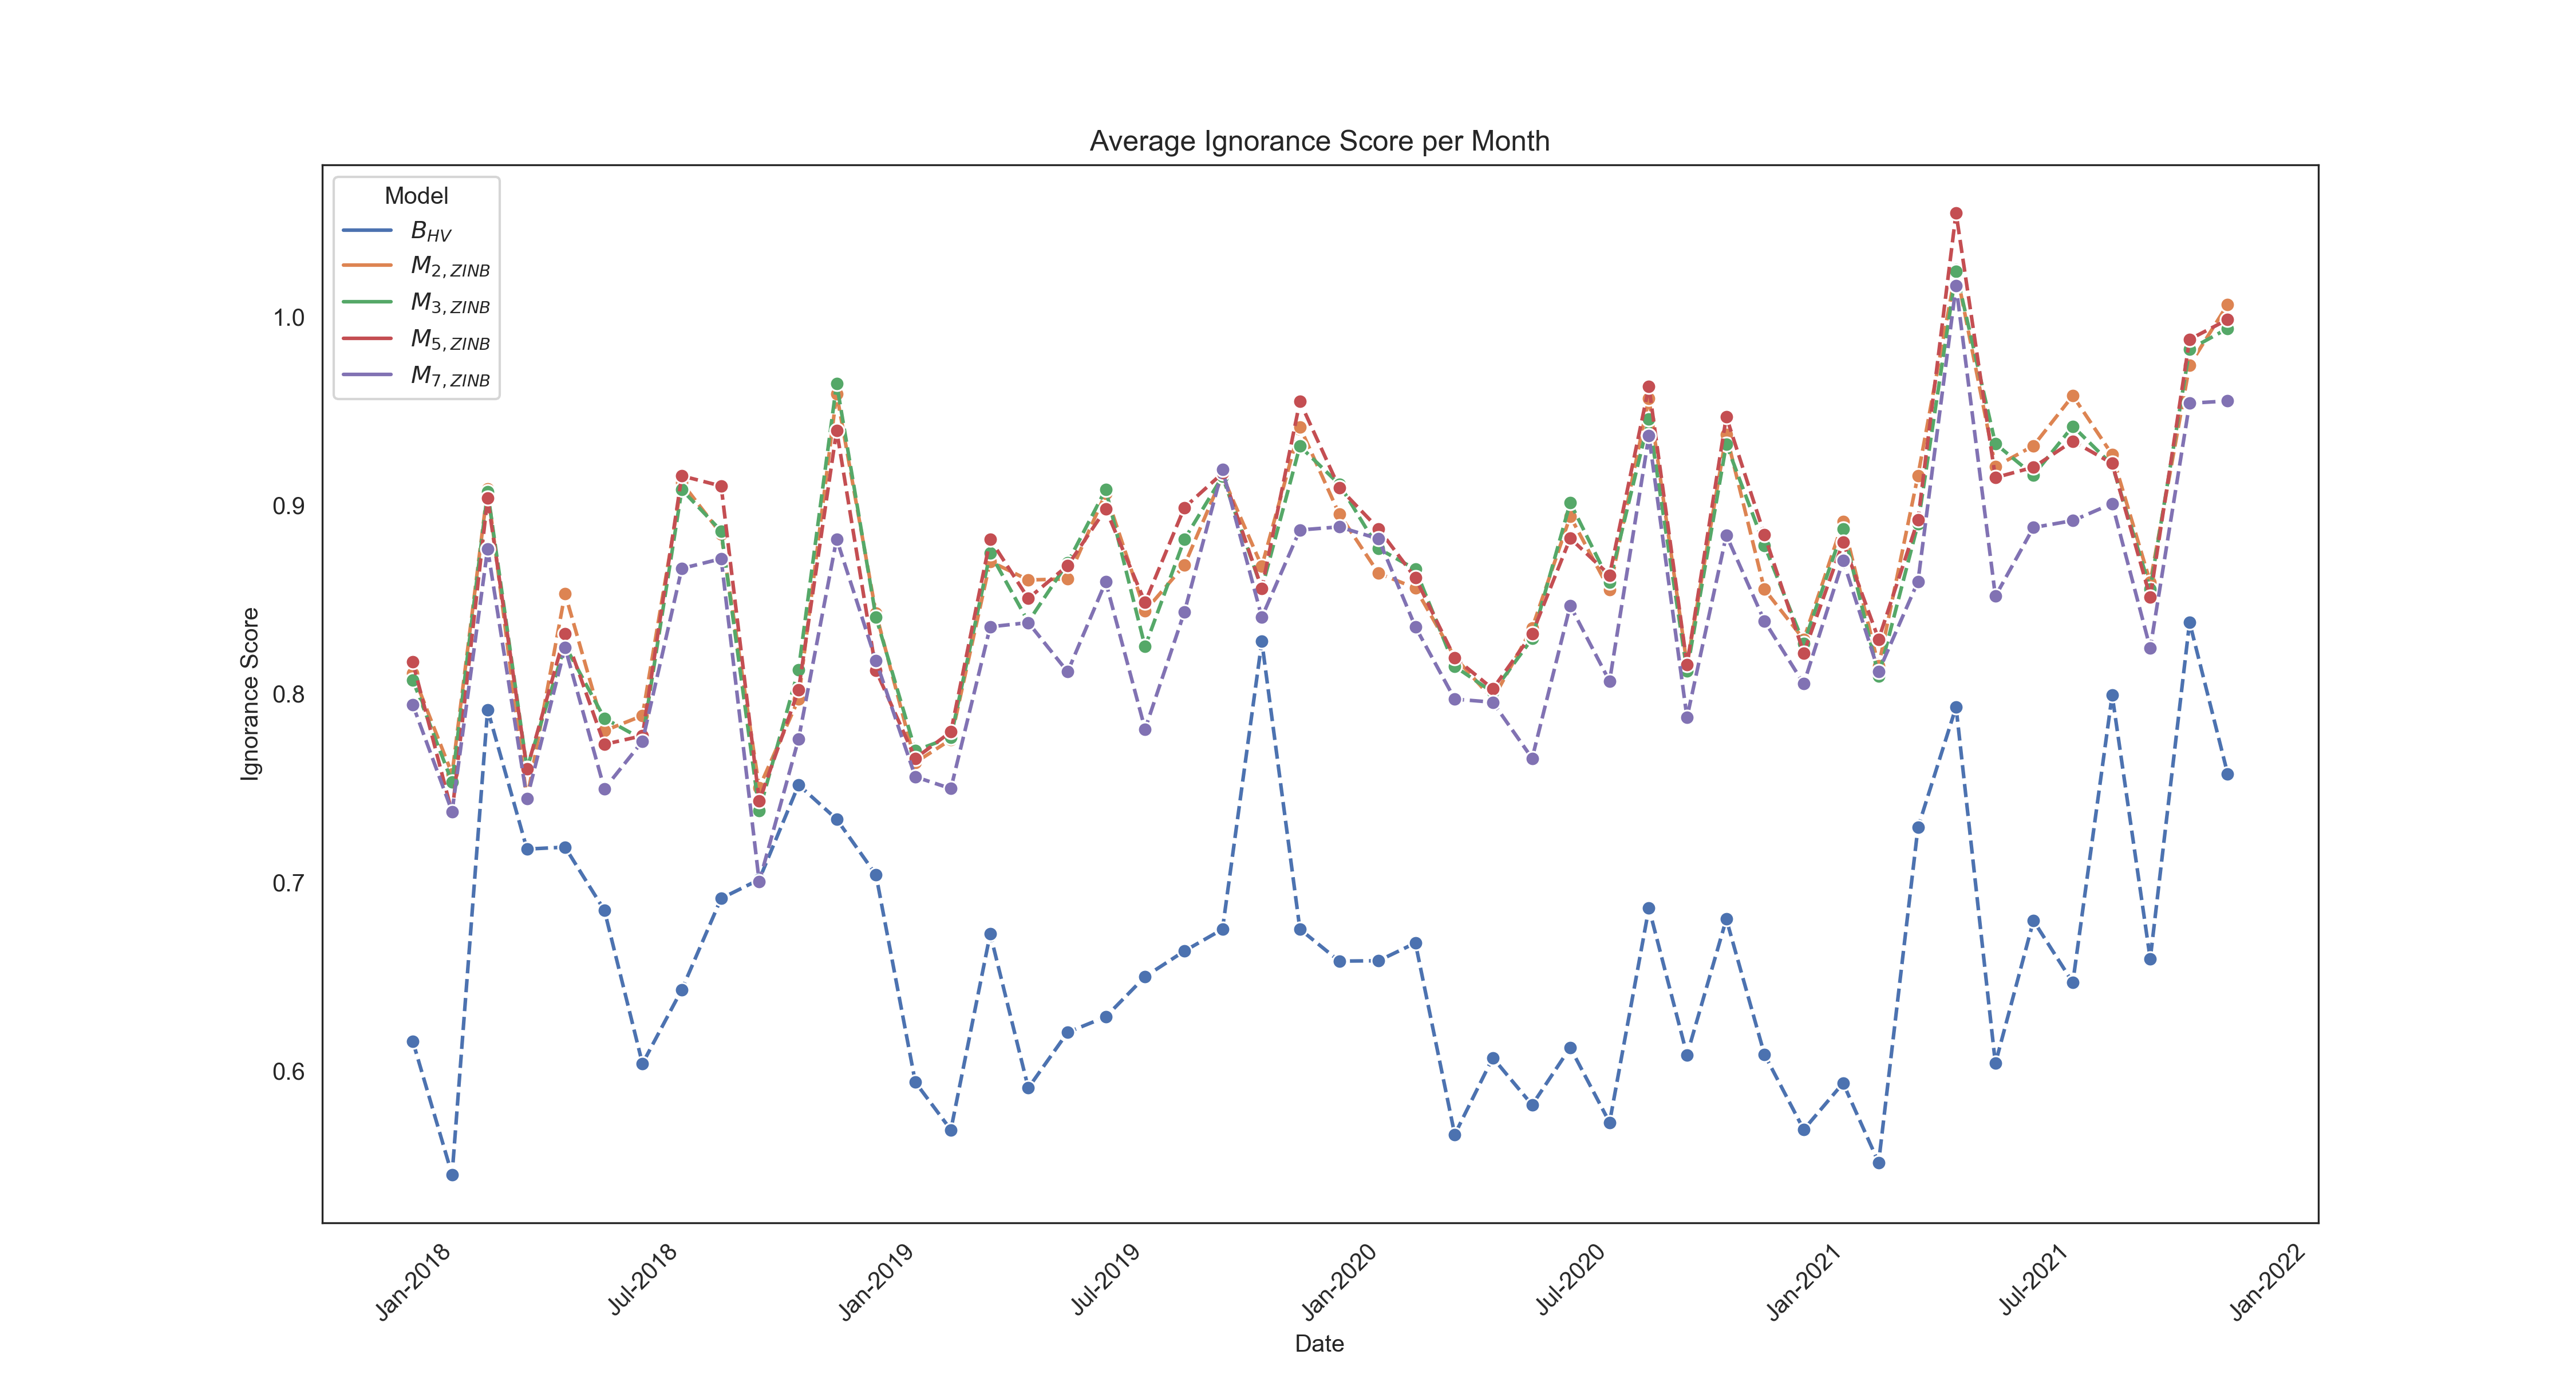 Average Ignorance Score per Month
Model
B_HV
M_2,ZINB
M_3,ZINB
M_5,ZINB
M_7,ZINB
Ignorance Score
1.0
0.9
0.8
0.7
0.6
Jan-2018
Jul-2018
Jan-2019
Jul-2019
Jan-2020
Jul-2020
Jan-2021
Jul-2021
Jan-2022
Date